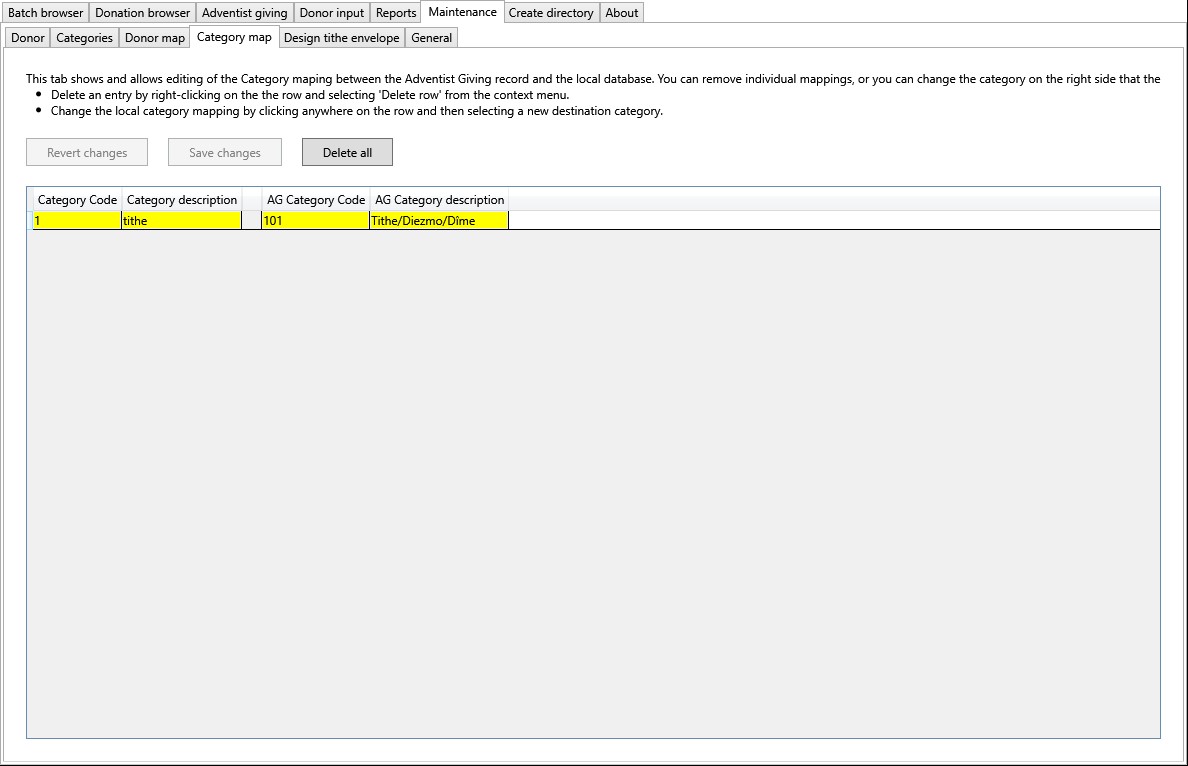 Batch browser Donation browser Adventist giving Donor input Reports Maintenance Create directory About
Donor Categories Donor map Category map Design tithe envelope General
This tab shows and allows editing of the Category maping between the Adventist Giving record and the local database. You can remove individual mappings, or you can change the category on the right side that the
• Delete an entry by right-clicking on the the row and selecting 'Delete row' from the context menu.
• Change the local category mapping by clicking anywhere on the row and then selecting a new destination category.
Revert changes Save changes Delete all
Category Code Category description AG Category Code AG Category description
1 tithe 101 Tithe/Diezmo/Dîme